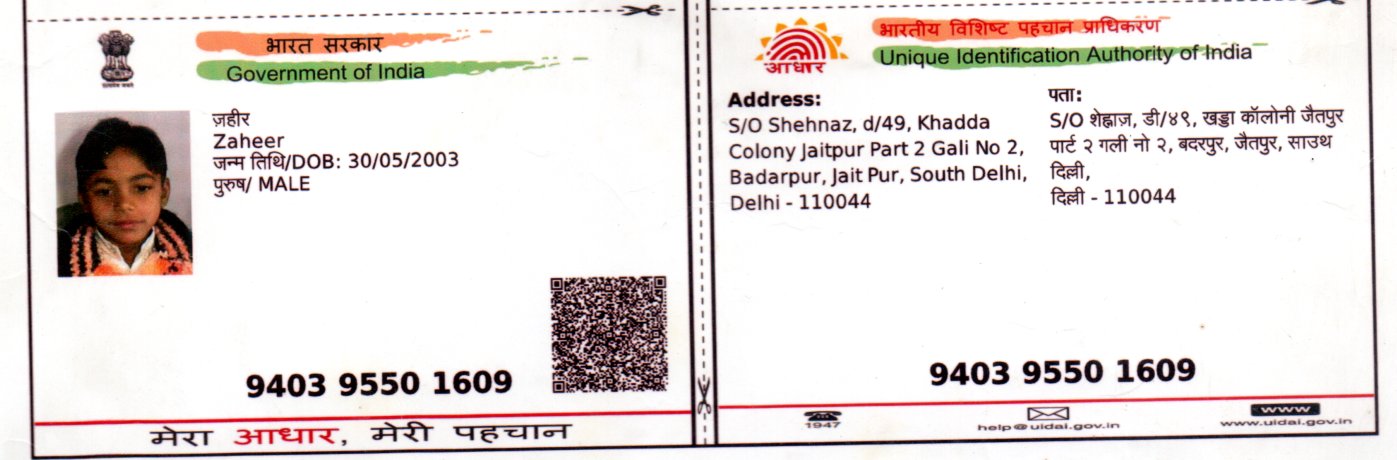 भारत सरकार
Government of India
ज़हीर
Zaheer
जन्म तिथि/DOB: 30/05/2003
पुरुष/ MALE
9403 9550 1609
मेरा आधार, मेरी पहचान
आधार
भारतीय विशिष्ट पहचान प्राधिकरण
Unique Identification Authority of India
Address:
S/O Shehnaz, d/49, Khadda
Colony Jaitpur Part 2 Gali No 2,
Badarpur, Jait Pur, South Delhi,
Delhi - 110044
पता:
S/O शेह्नाज़, डी/४९, खड्डा कॉलोनी जैतपुर
पार्ट २ गली नो २, बदरपुर, जैतपुर, साउथ
दिल्ली,
दिल्ली - 110044
9403 9550 1609
1947
help@uidai.gov.in
www
www.uidai.gov.in